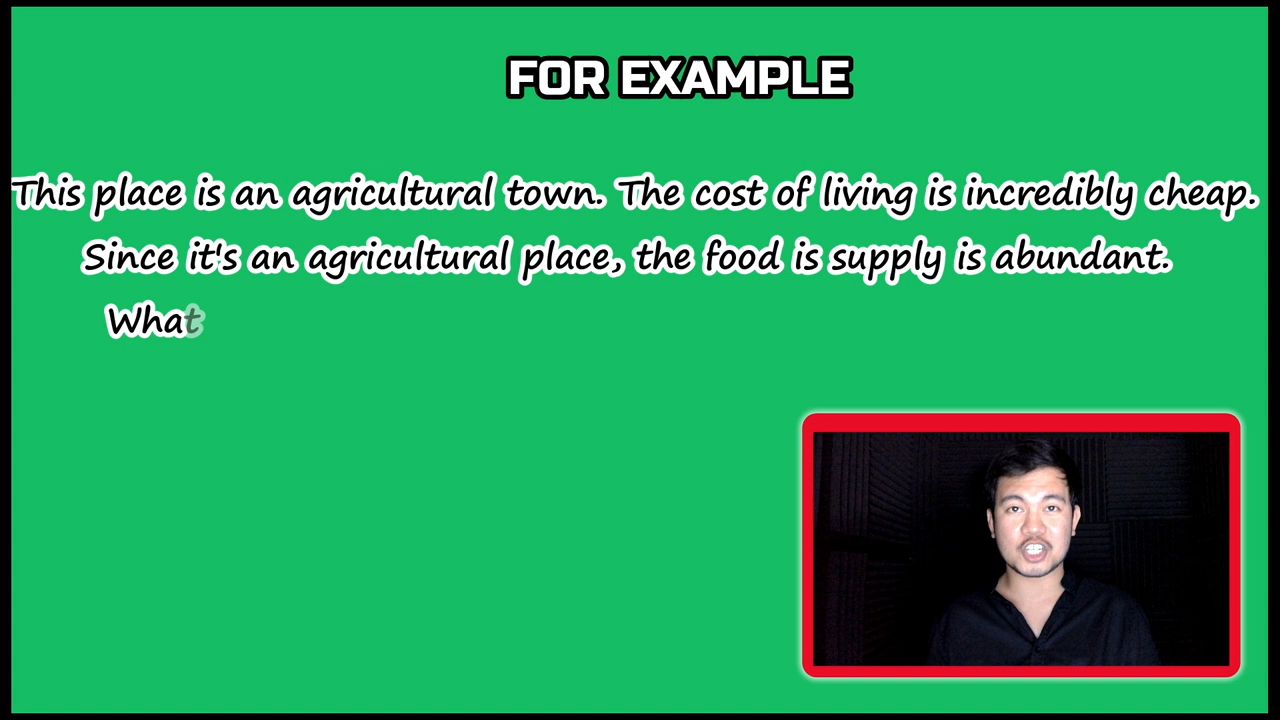 FOR EXAMPLE
This place is an agricultural town. The cost of living is incredibly cheap.
Since it's an agricultural place, the food is supply is abundant.
What